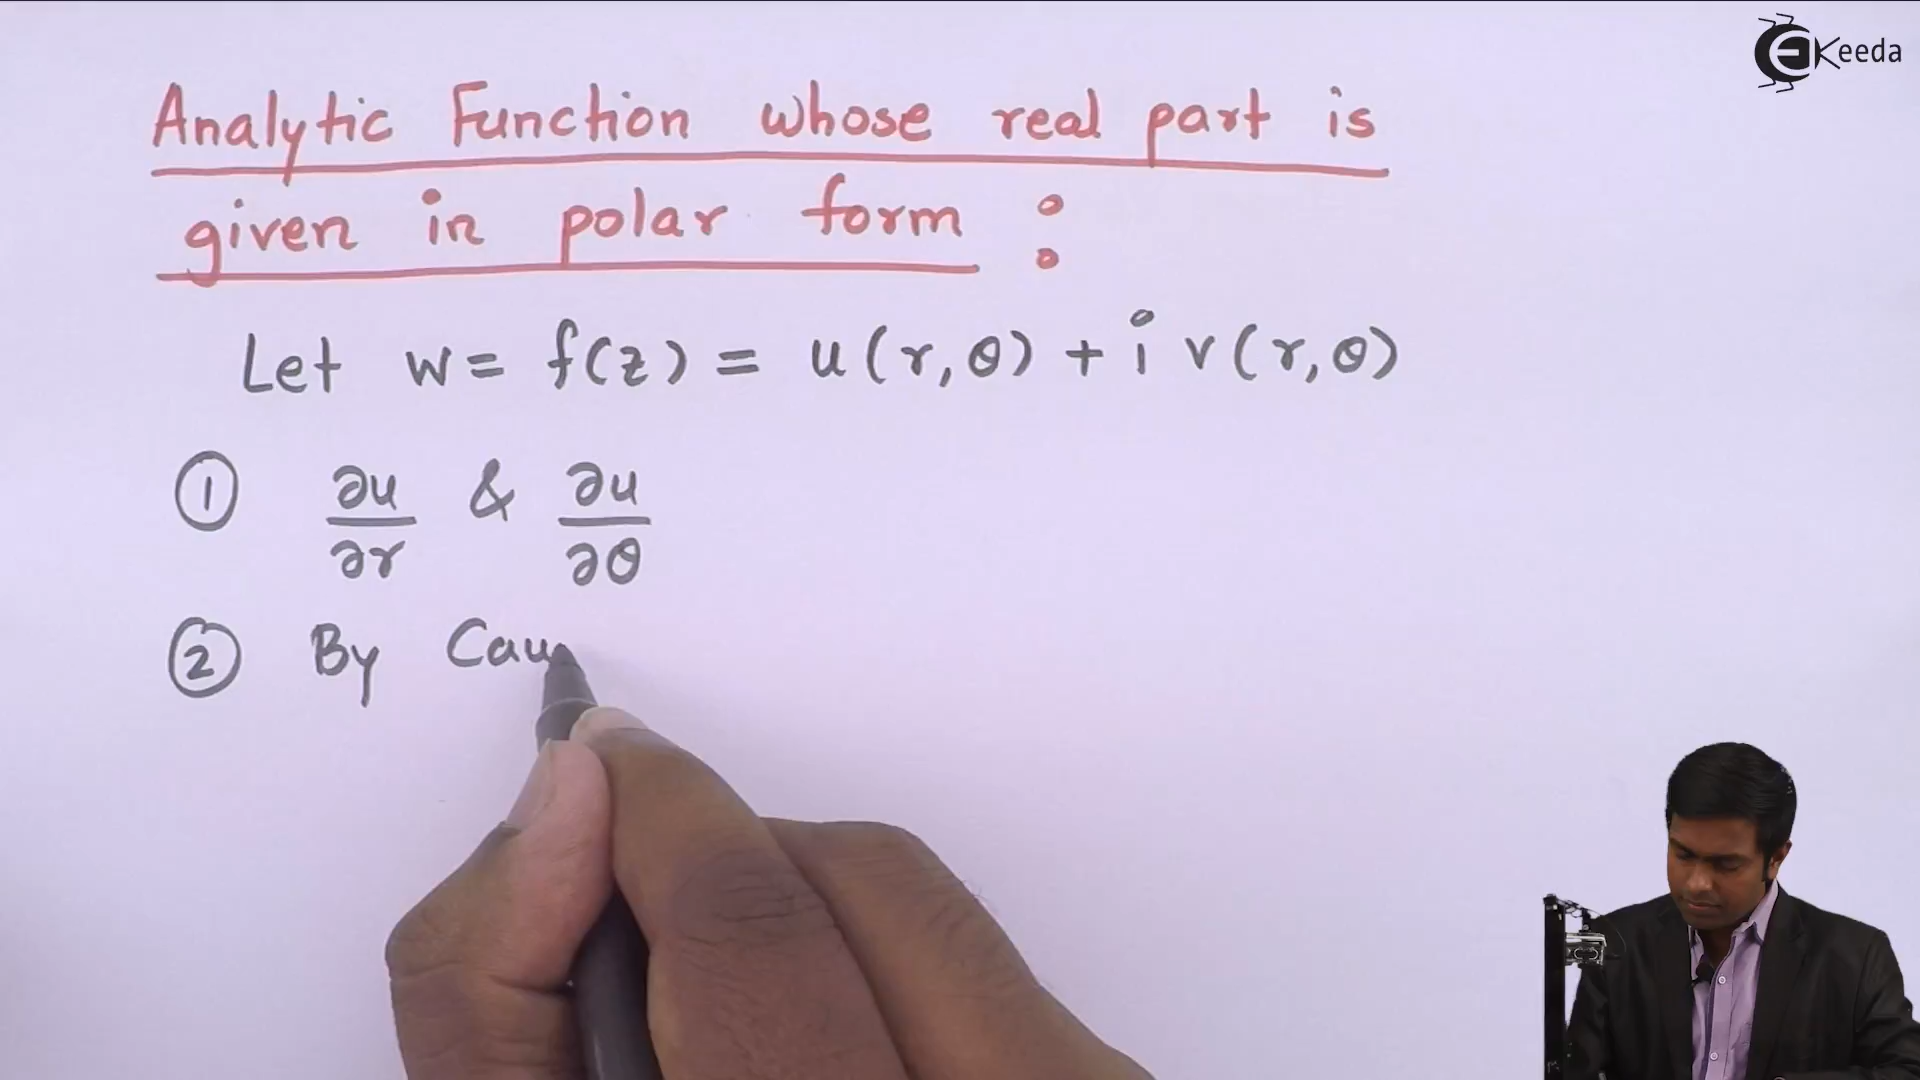 Keeda
Analytic Function whose real part is
given in polar form :
Let w = f(z) = u(r,θ) + i v(r,θ)
① ∂u/∂r & ∂u/∂θ
② By Cau